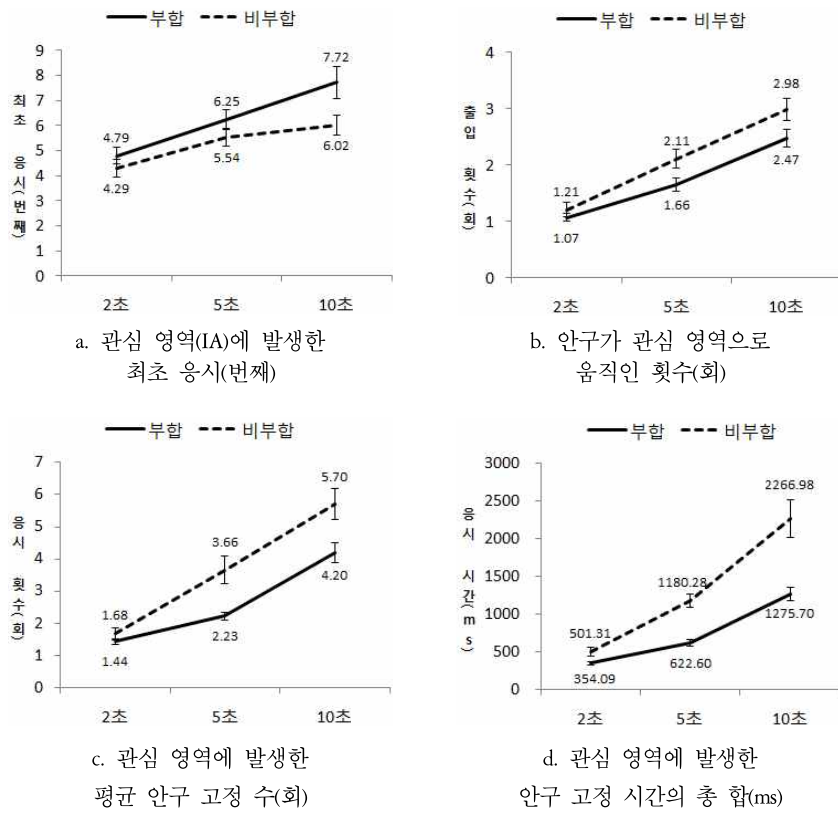 부합 비부합
최초 응시(번째)
9
8
7
6
5
4
3
2
1
0
4.79
6.25
7.72
4.29
5.54
6.02
2초 5초 10초
a. 관심 영역(IA)에 발생한
최초 응시(번째)
부합 비부합
출입 횟수(회)
4
3
2
1
0
1.21
2.11
2.98
1.07
1.66
2.47
2초 5초 10초
b. 안구가 관심 영역으로
움직인 횟수(회)
부합 비부합
응시 횟수(회)
7
6
5
4
3
2
1
0
1.68
3.66
5.70
1.44
2.23
4.20
2초 5초 10초
c. 관심 영역에 발생한
평균 안구 고정 수(회)
부합 비부합
응시 시간(ms)
3000
2500
2000
1500
1000
500
0
501.31
1180.28
2266.98
354.09
622.60
1275.70
2초 5초 10초
d. 관심 영역에 발생한
안구 고정 시간의 총 합(ms)